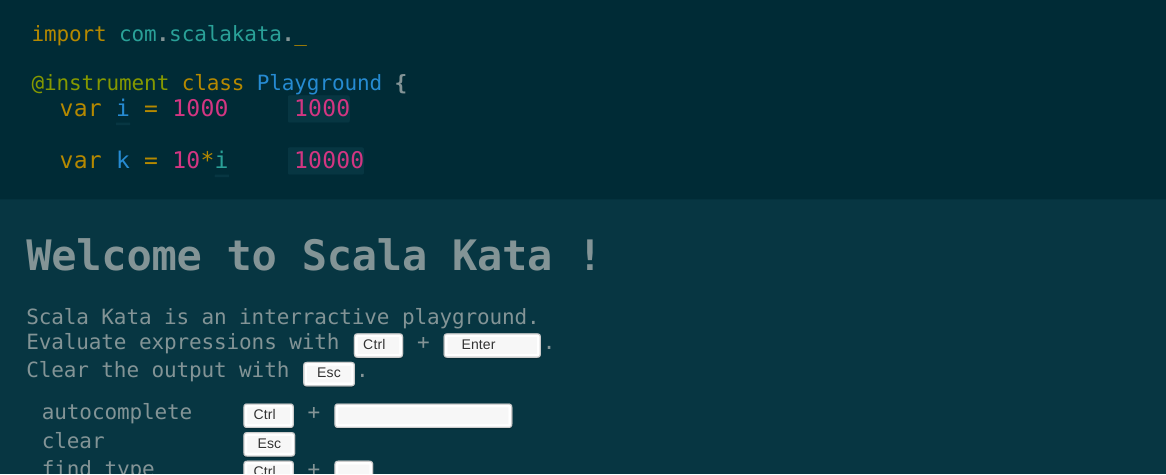 import com.scalakata._
@instrument class Playground {
var i = 1000 1000
var k = 10*i 10000
Welcome to Scala Kata !
Scala Kata is an interractive playground.
Evaluate expressions with Ctrl + Enter .
Clear the output with Esc .
autocomplete Ctrl +
clear Esc
find type Ctrl +